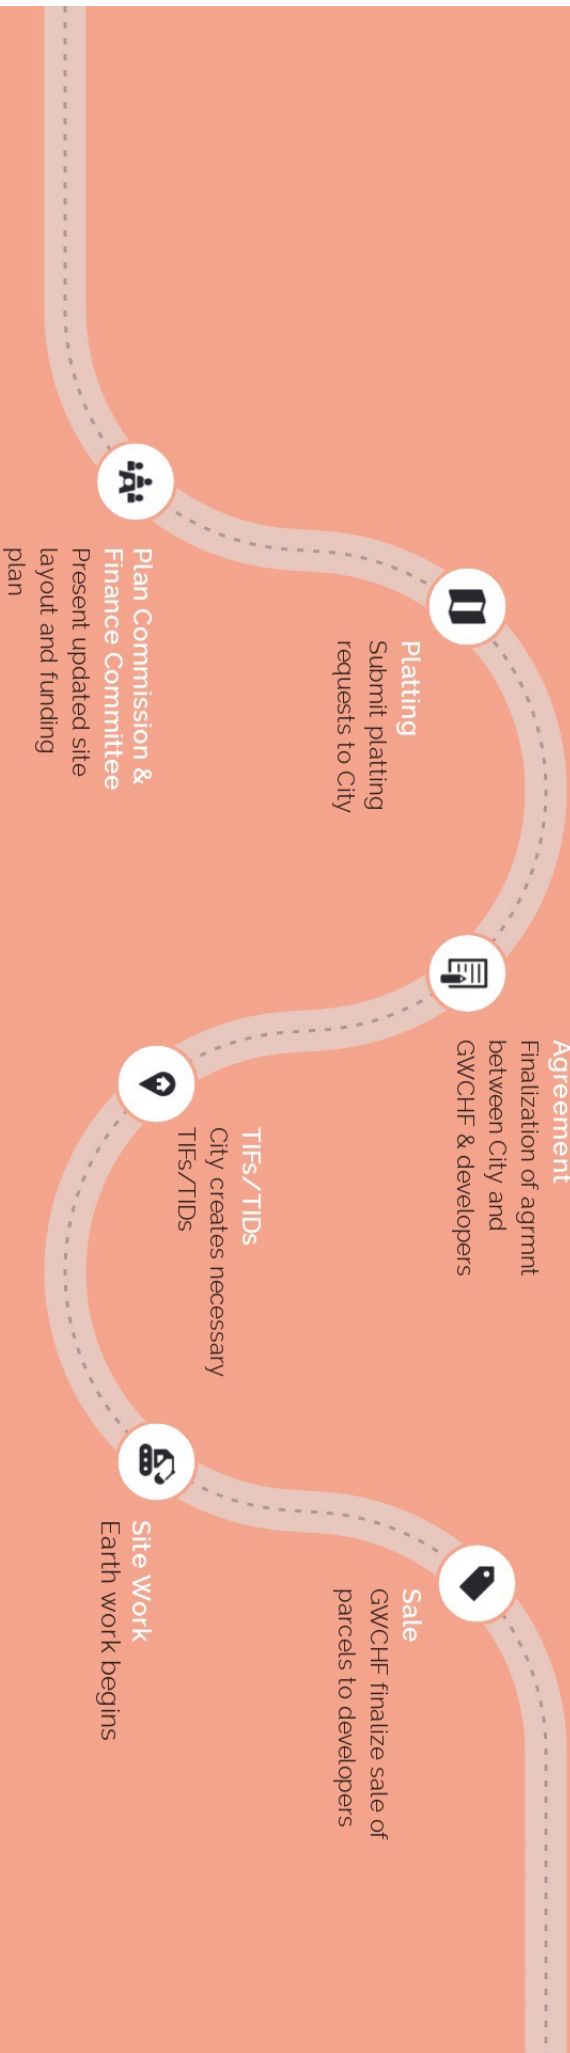 Plan Commission &
Finance Committee
Present updated site
layout and funding
plan
Platting
Submit platting
requests to City
Agreement
Finalization of agrmnt
between City and
GWCHF & developers
TIFs/TIDs
City creates necessary
TIFs/TIDs
Site Work
Earth work begins
Sale
GWCHF finalize sale of
parcels to developers